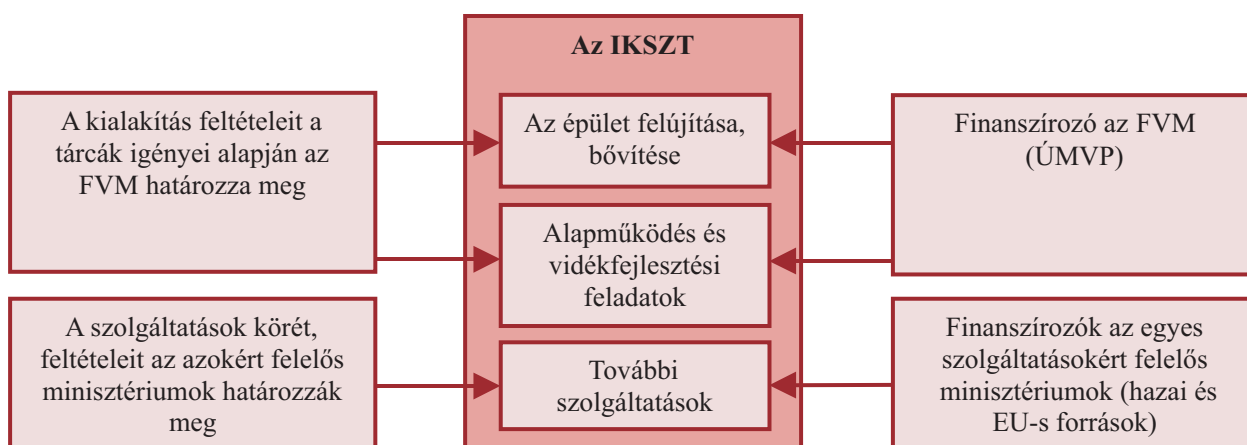 Az IKSZT
A kialakítás feltételeit a
tárcák igényei alapján az
FVM határozza meg
Az épület felújítása,
bővítése
Finanszírozó az FVM
(ÚMVP)
Alapműködés és
vidékfejlesztési
feladatok
A szolgáltatások körét,
feltételeit az azokért felelős
minisztériumok határozzák
meg
További
szolgáltatások
Finanszírozók az egyes
szolgáltatásokért felelős
minisztériumok (hazai és
EU-s források)